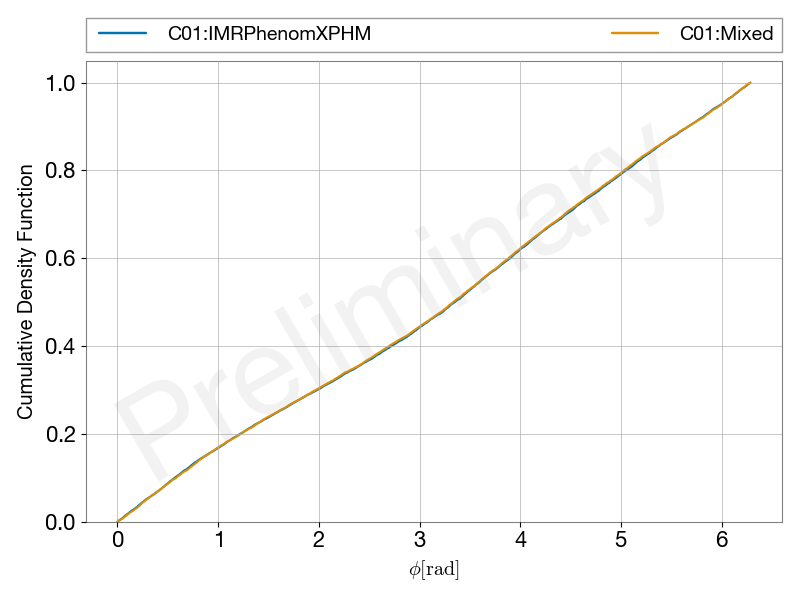 C01:IMRPhenomXPHM C01:Mixed
1.0
0.8
0.6
0.4
0.2
0.0
Cumulative Density Function
Preliminary
0 1 2 3 4 5 6
ϕ[rad]